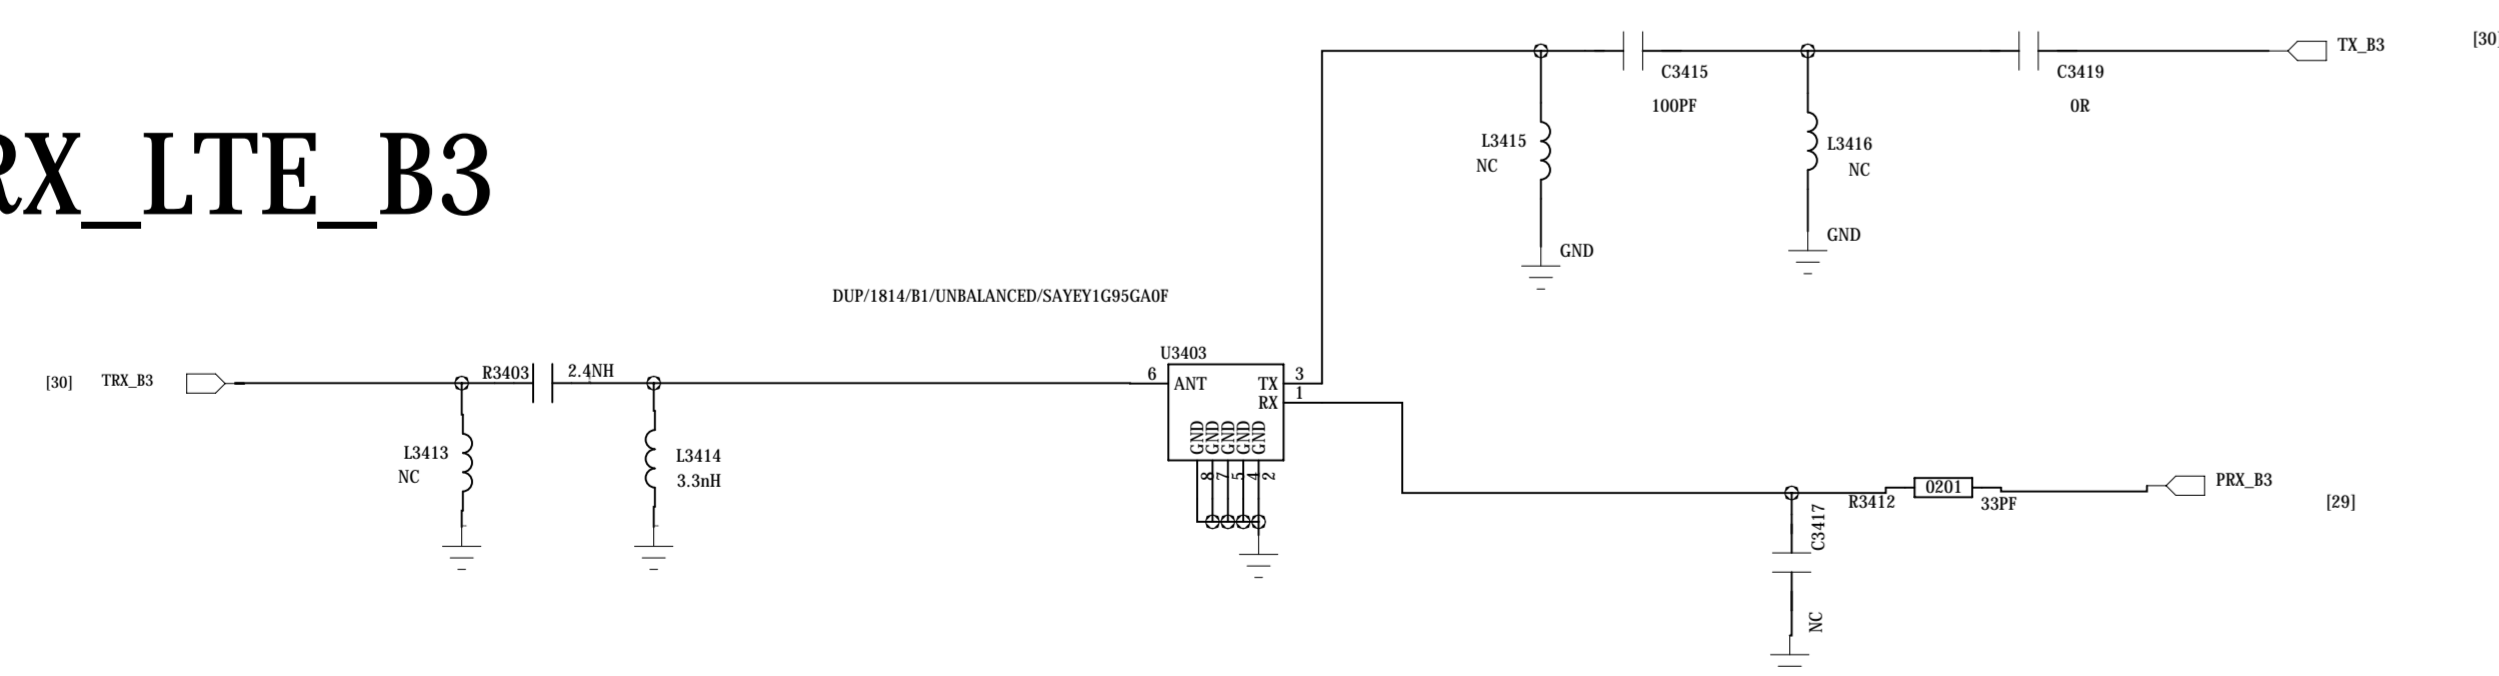 TX_B3
[30]
C3415
100PF
C3419
0R
L3415
NC
L3416
NC
GND
GND
RX_LTE_B3
DUP/1814/B1/UNBALANCED/SAYEY1G95GA0F
[30]
TRX_B3
R3403
2.4NH
U3403
6
ANT
TX
3
RX
1
GND
GND
GND
GND
GND
8
7
5
4
2
L3413
NC
L3414
3.3nH
R3412
0201
33PF
PRX_B3
[29]
C3417
NC